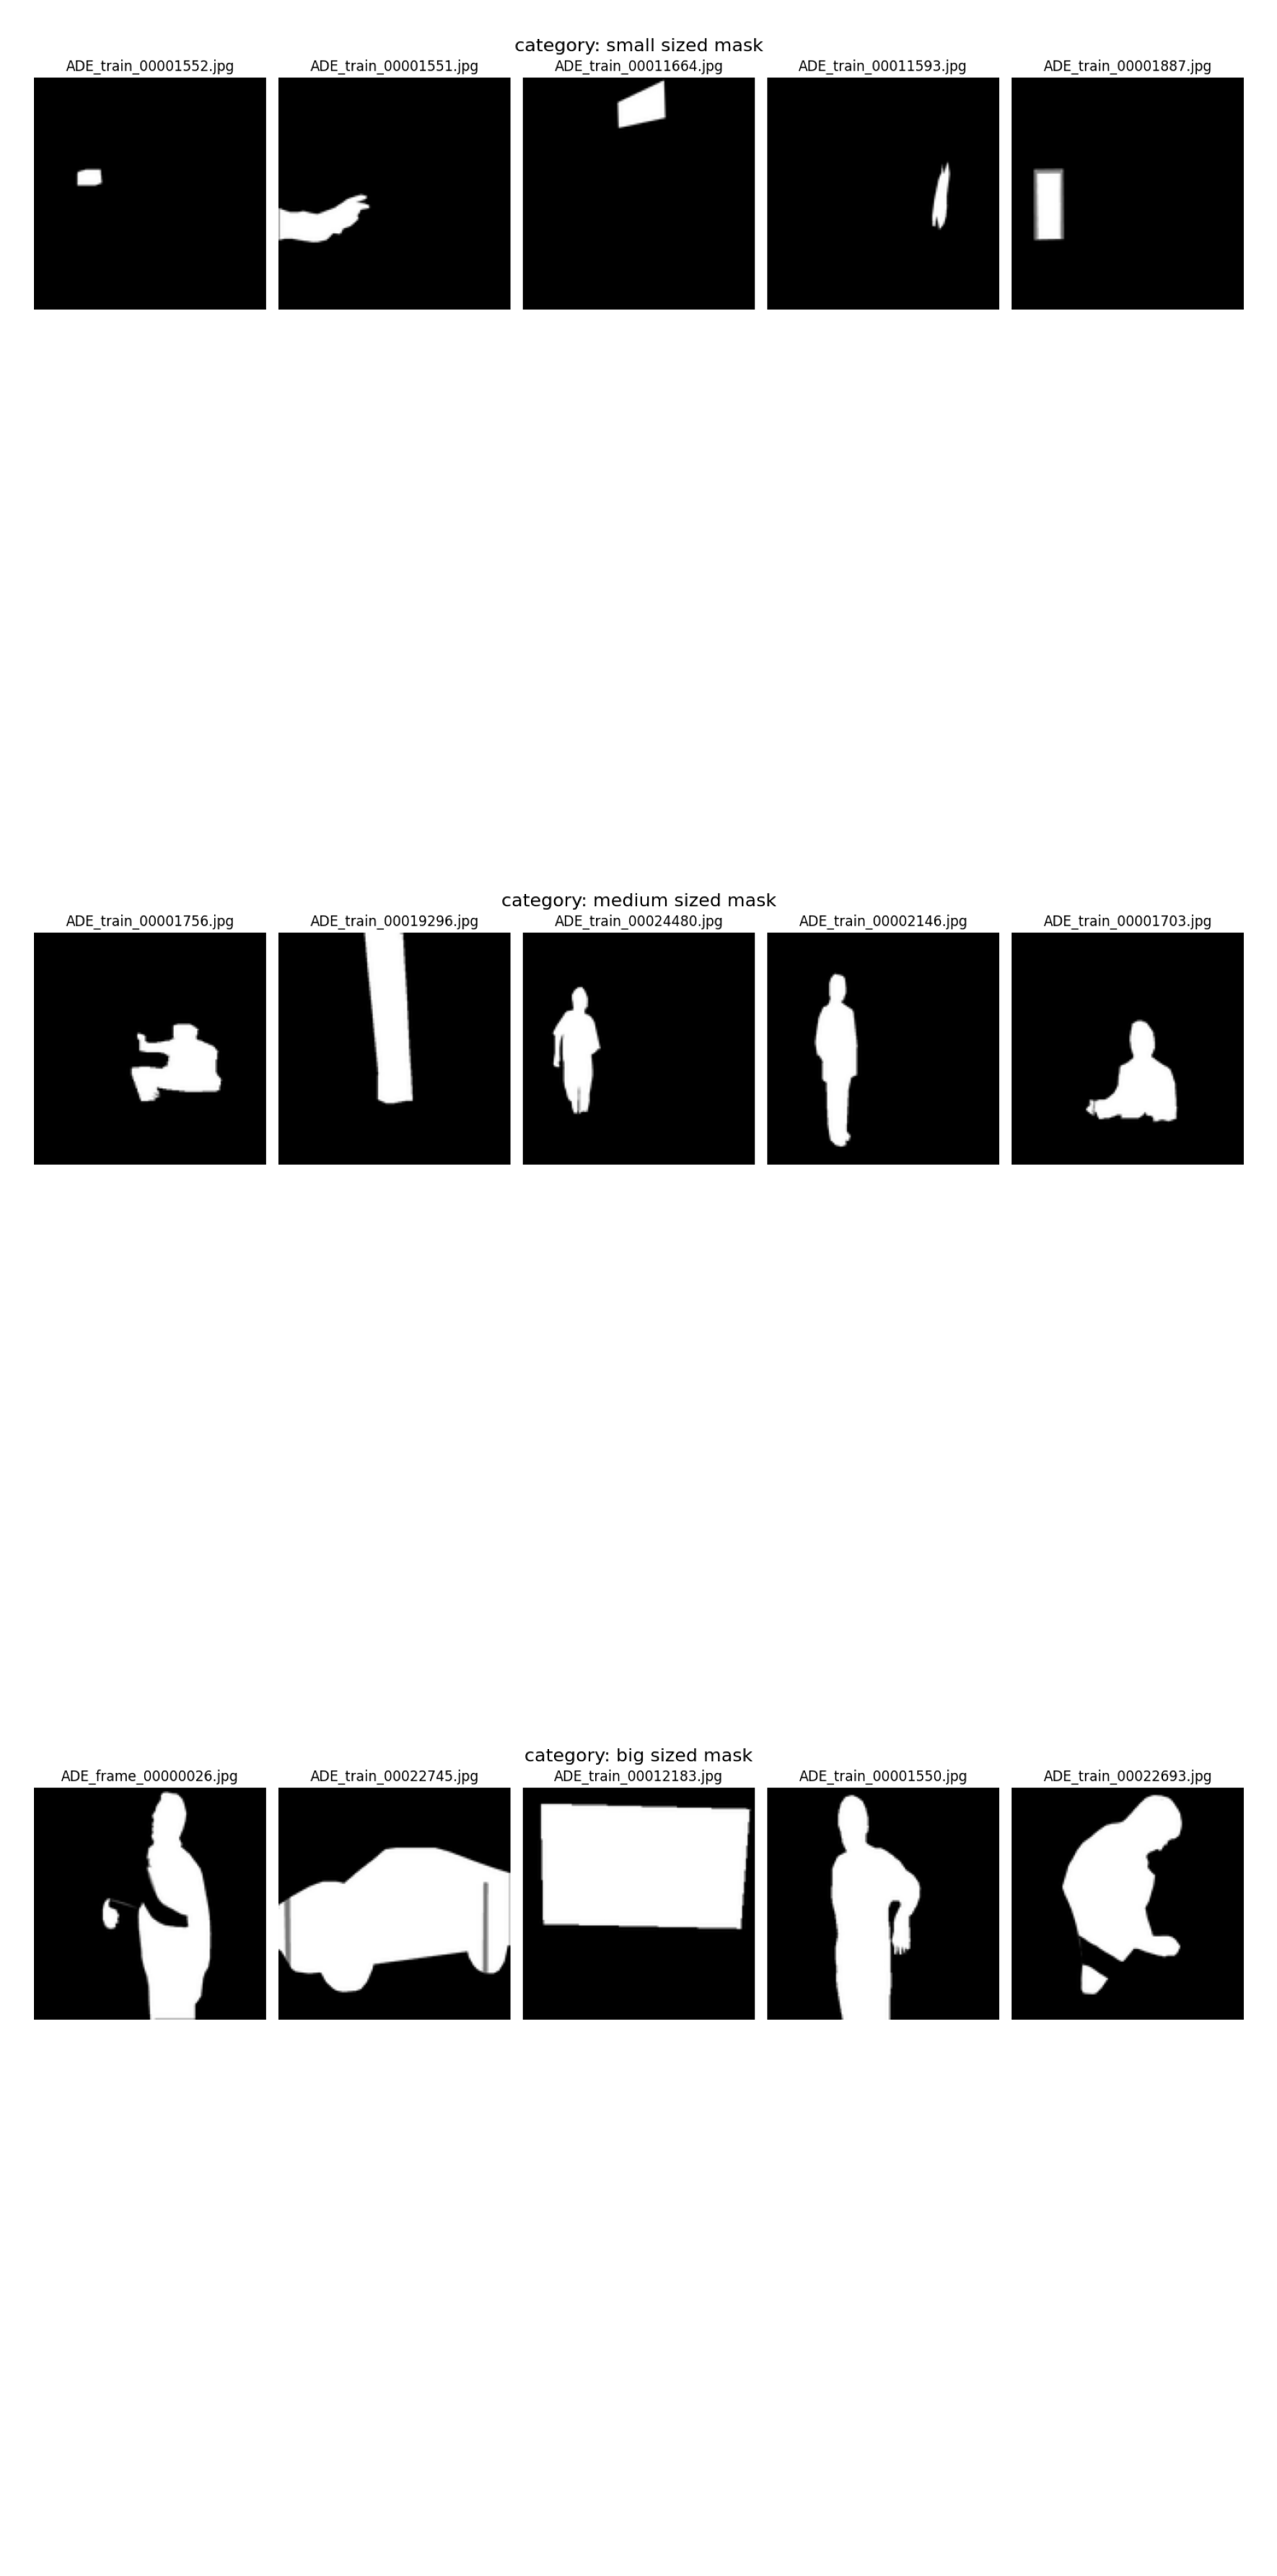 category: small sized mask
ADE_train_00001552.jpg ADE_train_00001551.jpg ADE_train_00011664.jpg ADE_train_00011593.jpg ADE_train_00001887.jpg
category: medium sized mask
ADE_train_00001756.jpg ADE_train_00019296.jpg ADE_train_00024480.jpg ADE_train_00002146.jpg ADE_train_00001703.jpg
category: big sized mask
ADE_frame_00000026.jpg ADE_train_00022745.jpg ADE_train_00012183.jpg ADE_train_00001550.jpg ADE_train_00022693.jpg